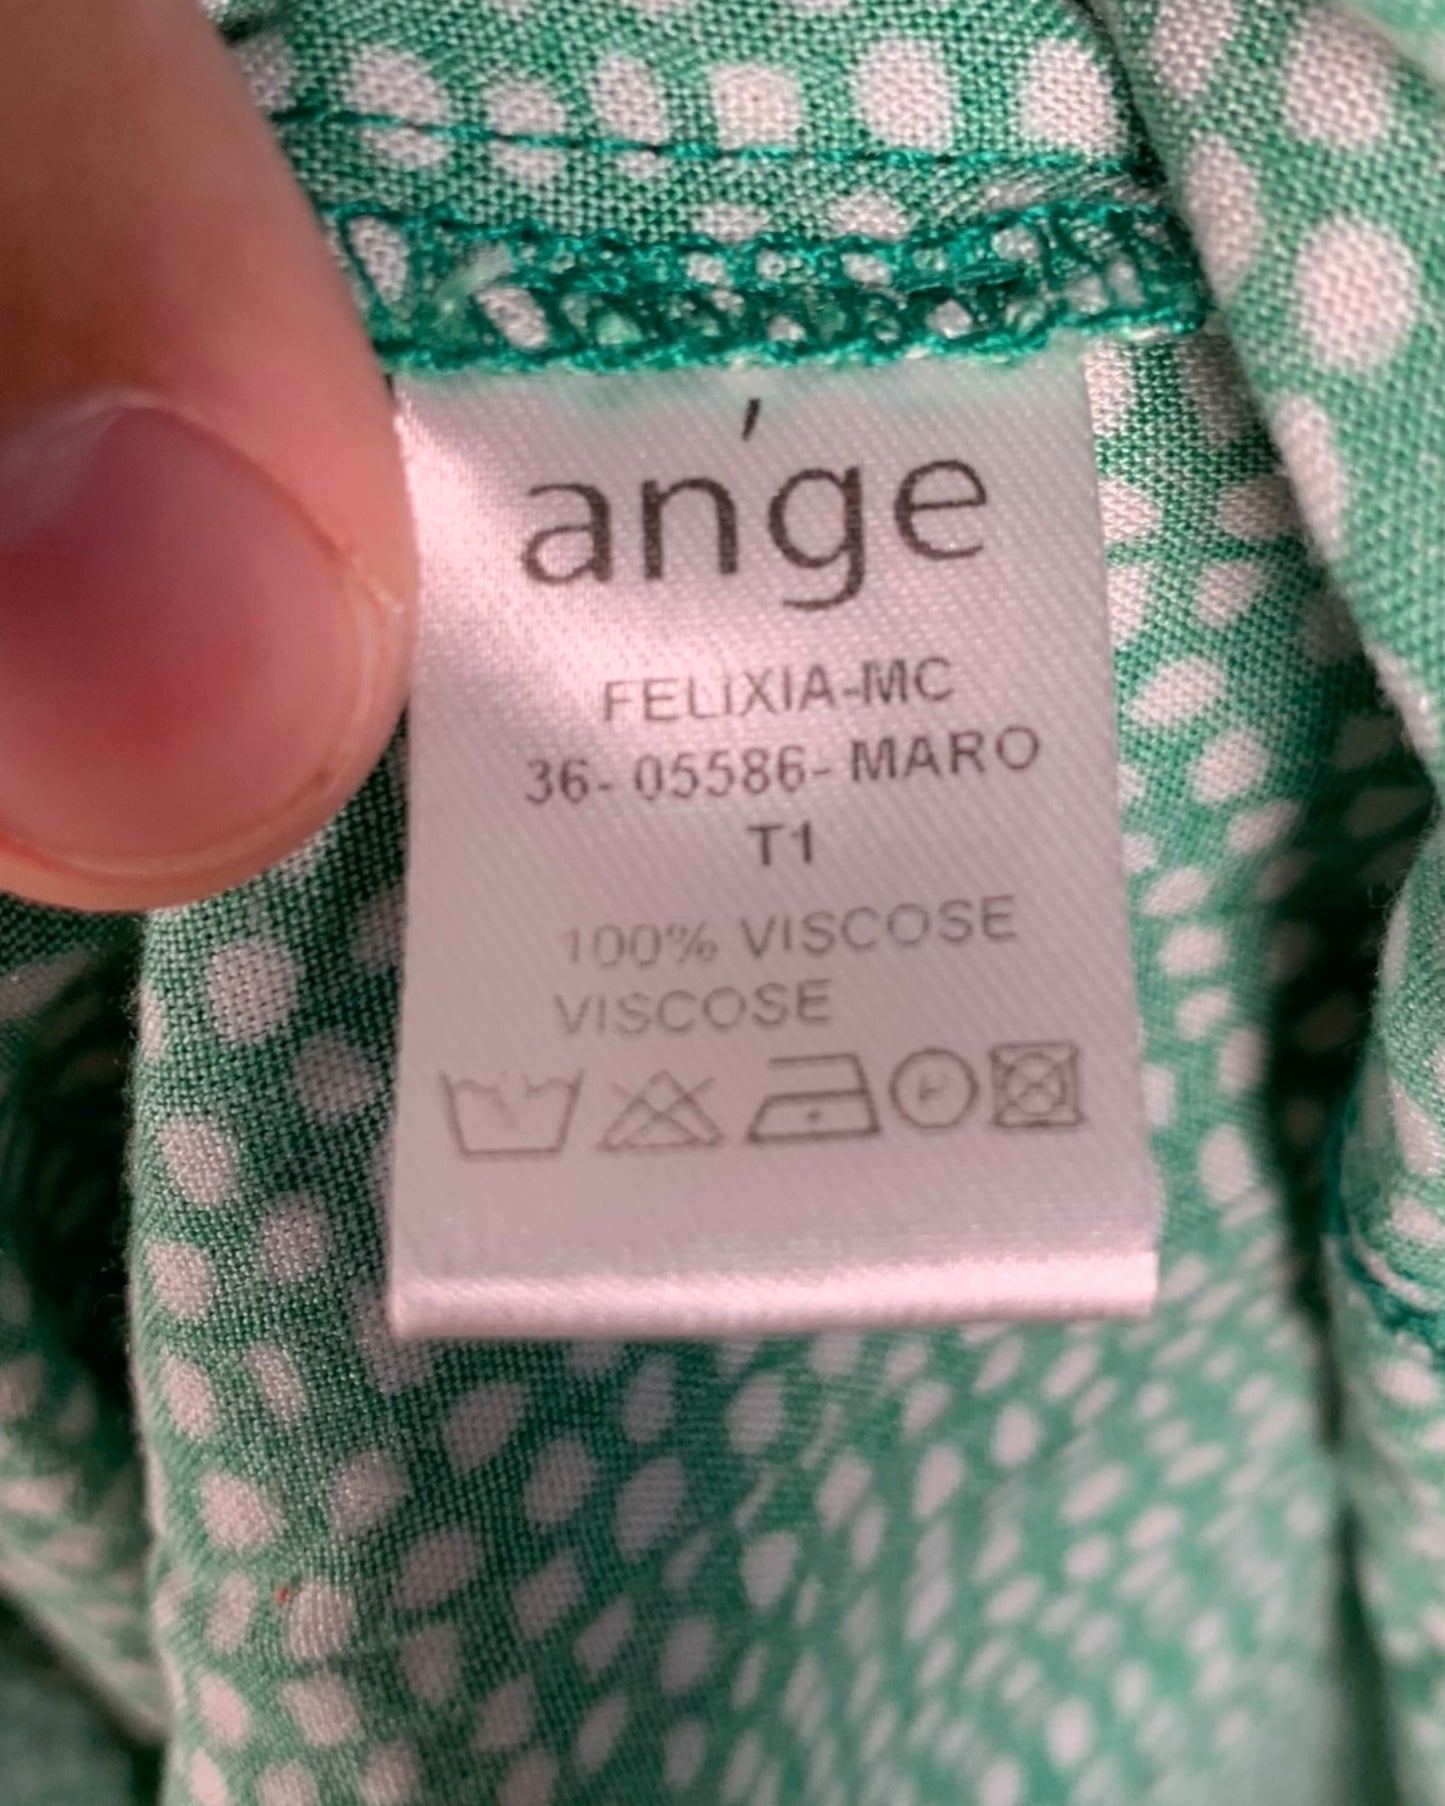 an'ge
FELIXIA-MC
36-05586-MARO
T1
100% VISCOSE
VISCOSE